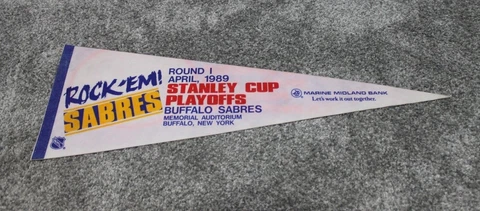 ROCK'EM!
SABRES
ROUND I
APRIL, 1989
STANLEY CUP
PLAYOFFS
BUFFALO SABRES
MEMORIAL AUDITORIUM
BUFFALO, NEW YORK
MARINE MIDLAND BANK
Let's work it out together.